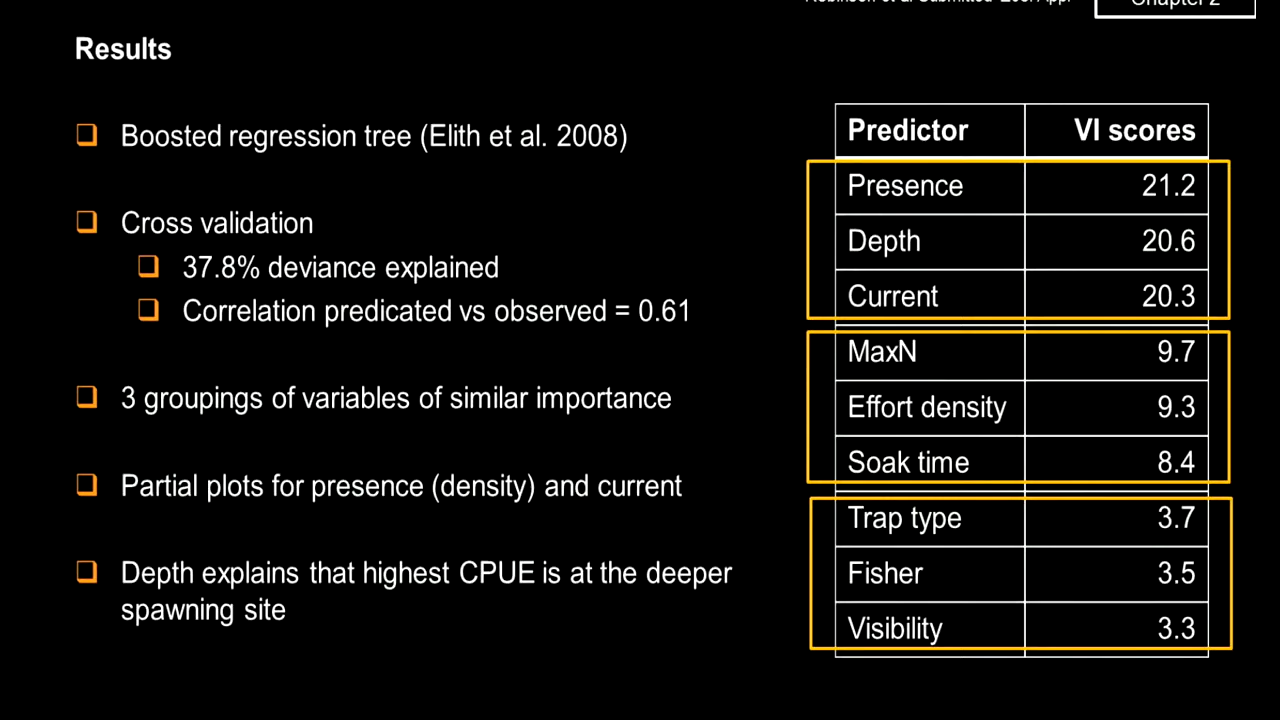 Chapter 2
Results
Boosted regression tree (Elith et al. 2008)
Cross validation
37.8% deviance explained
Correlation predicated vs observed = 0.61
3 groupings of variables of similar importance
Partial plots for presence (density) and current
Depth explains that highest CPUE is at the deeper
spawning site
Predictor VI scores
Presence 21.2
Depth 20.6
Current 20.3
MaxN 9.7
Effort density 9.3
Soak time 8.4
Trap type 3.7
Fisher 3.5
Visibility 3.3